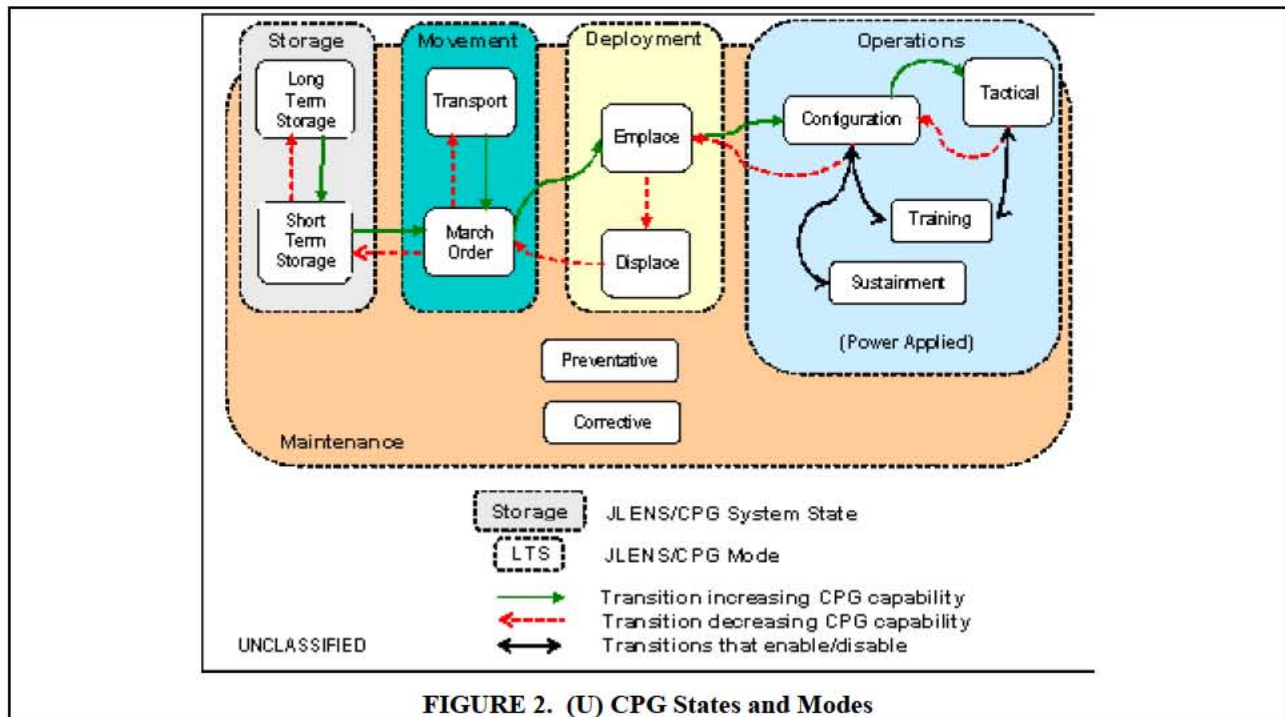 Storage
Long
Term
Storage
Short
Term
Storage
Movement
Transport
March
Order
Deployment
Emplace
Displace
Operations
Configuration
Tactical
Training
Sustainment
(Power Applied)
Preventative
Corrective
Maintenance
Storage JLENS/CPG System State
LTS JLENS/CPG Mode
Transition increasing CPG capability
Transition decreasing CPG capability
UNCLASSIFIED Transitions that enable/disable
FIGURE 2. (U) CPG States and Modes